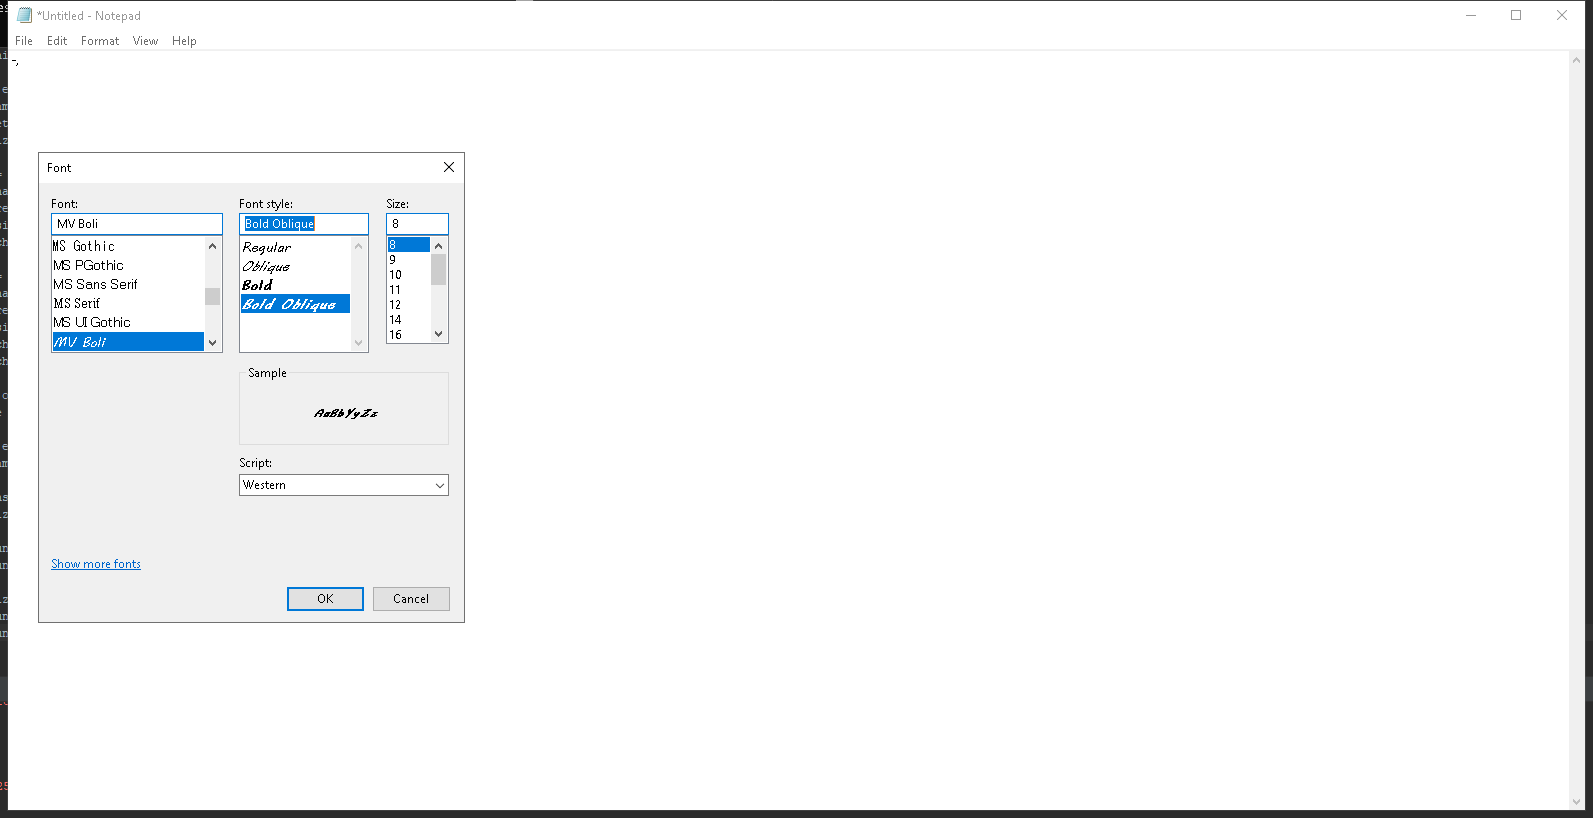 *Untitled - Notepad
File Edit Format View Help
-,
Font
Font:
MV Boli
MS Gothic
MS PGothic
MS Sans Serif
MS Serif
MS UI Gothic
MV Boli
Font style:
Bold Oblique
Regular
Oblique
Bold
Bold Oblique
Size:
8
8
9
10
11
12
14
16
Sample
AaBbYyZz
Script:
Western
Show more fonts
OK
Cancel